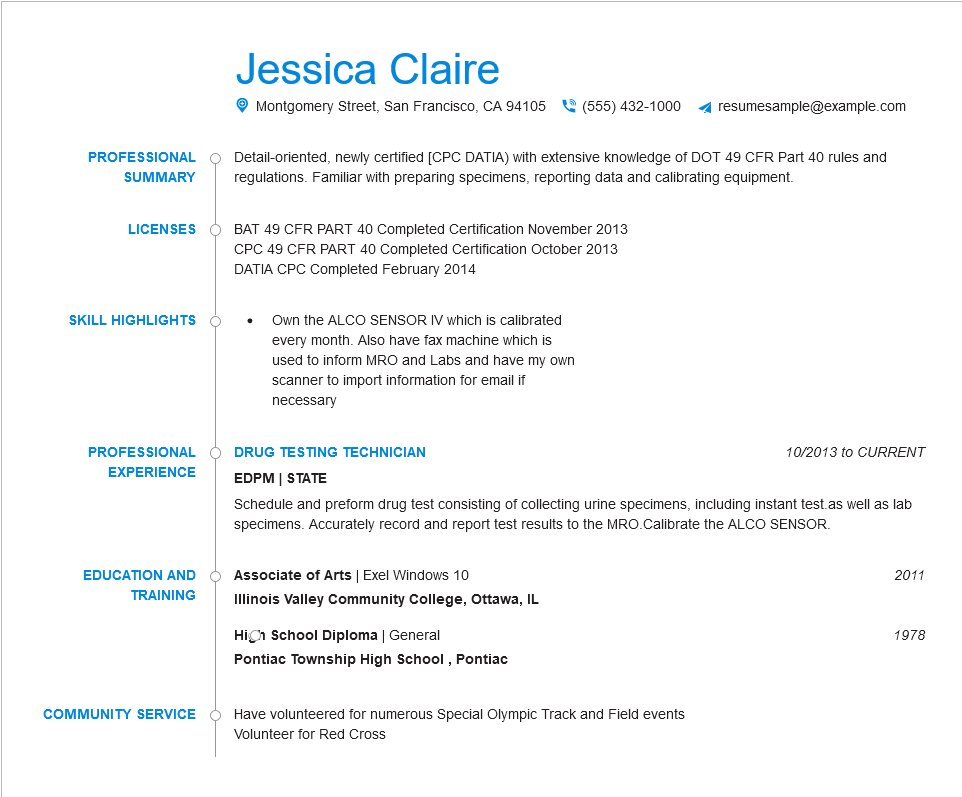 Jessica Claire
Montgomery Street, San Francisco, CA 94105 (555) 432-1000 resumesample@example.com
PROFESSIONAL SUMMARY
Detail-oriented, newly certified [CPC DATIA) with extensive knowledge of DOT 49 CFR Part 40 rules and
regulations. Familiar with preparing specimens, reporting data and calibrating equipment.
LICENSES
BAT 49 CFR PART 40 Completed Certification November 2013
CPC 49 CFR PART 40 Completed Certification October 2013
DATIA CPC Completed February 2014
SKILL HIGHLIGHTS
• Own the ALCO SENSOR IV which is calibrated
every month. Also have fax machine which is
used to inform MRO and Labs and have my own
scanner to import information for email if
necessary
PROFESSIONAL EXPERIENCE
DRUG TESTING TECHNICIAN 10/2013 to CURRENT
EDPM | STATE
Schedule and preform drug test consisting of collecting urine specimens, including instant test.as well as lab
specimens. Accurately record and report test results to the MRO.Calibrate the ALCO SENSOR.
EDUCATION AND TRAINING
Associate of Arts | Exel Windows 10 2011
Illinois Valley Community College, Ottawa, IL
High School Diploma | General 1978
Pontiac Township High School , Pontiac
COMMUNITY SERVICE
Have volunteered for numerous Special Olympic Track and Field events
Volunteer for Red Cross